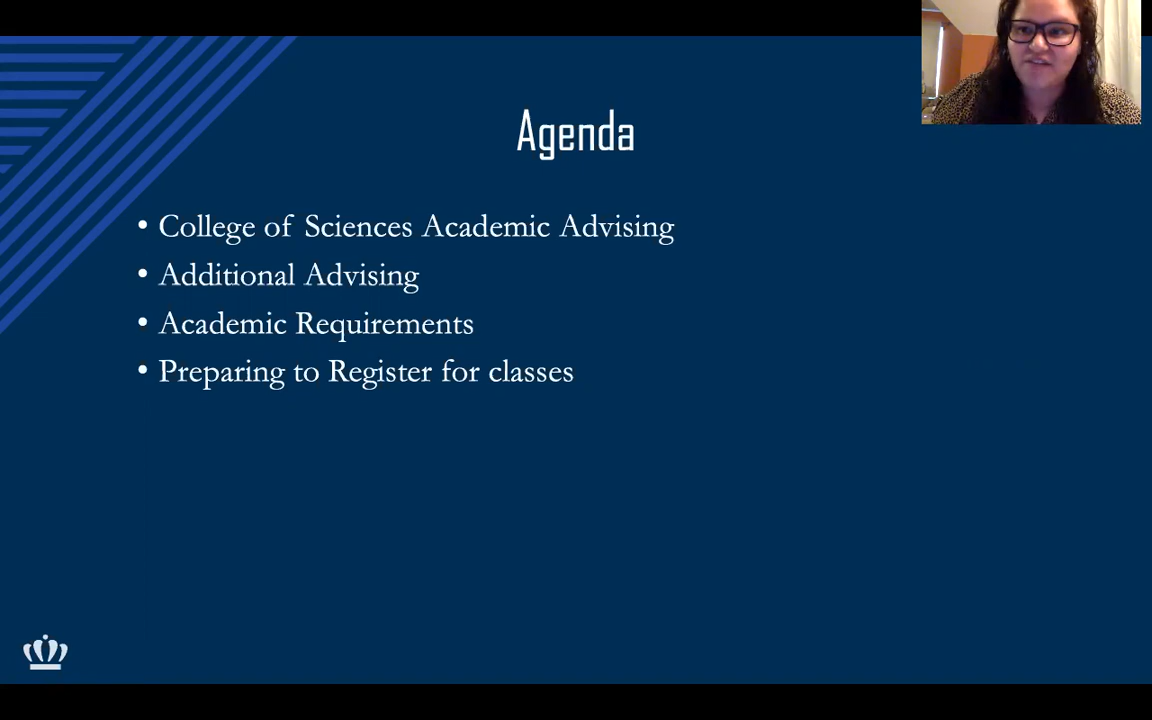 Agenda
• College of Sciences Academic Advising
• Additional Advising
• Academic Requirements
• Preparing to Register for classes